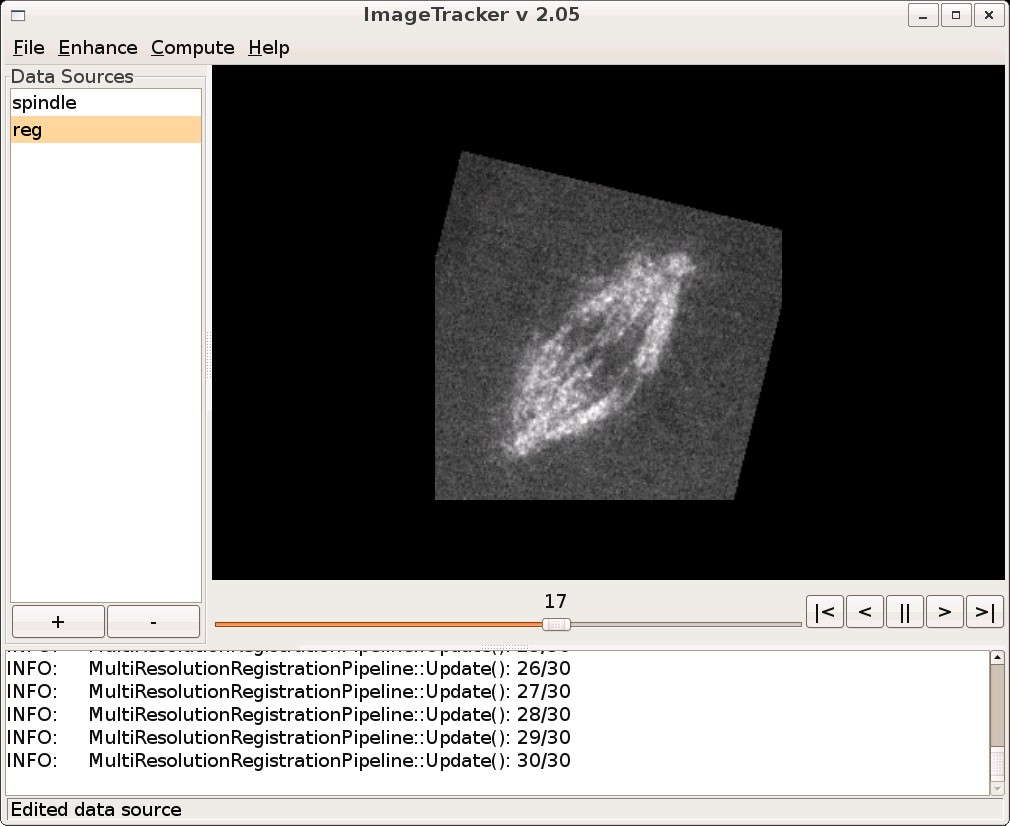 ImageTracker v 2.05
File Enhance Compute Help
Data Sources
spindle
reg
+ -
17
|< < || > >|
INFO: MultiResolutionRegistrationPipeline::Update(): 26/30
INFO: MultiResolutionRegistrationPipeline::Update(): 27/30
INFO: MultiResolutionRegistrationPipeline::Update(): 28/30
INFO: MultiResolutionRegistrationPipeline::Update(): 29/30
INFO: MultiResolutionRegistrationPipeline::Update(): 30/30
Edited data source